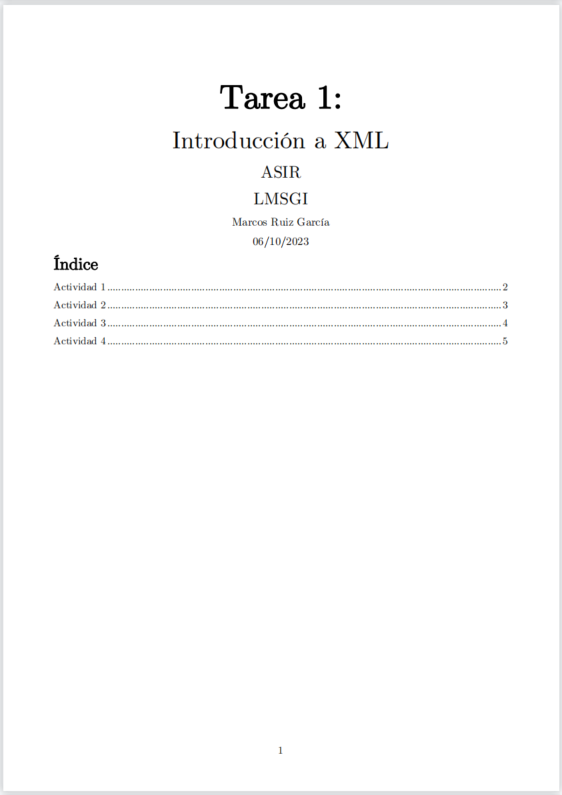 Tarea 1:
Introducción a XML
ASIR
LMSGI
Marcos Ruiz García
06/10/2023
Índice
Actividad 1....................2
Actividad 2....................3
Actividad 3....................4
Actividad 4....................5
1